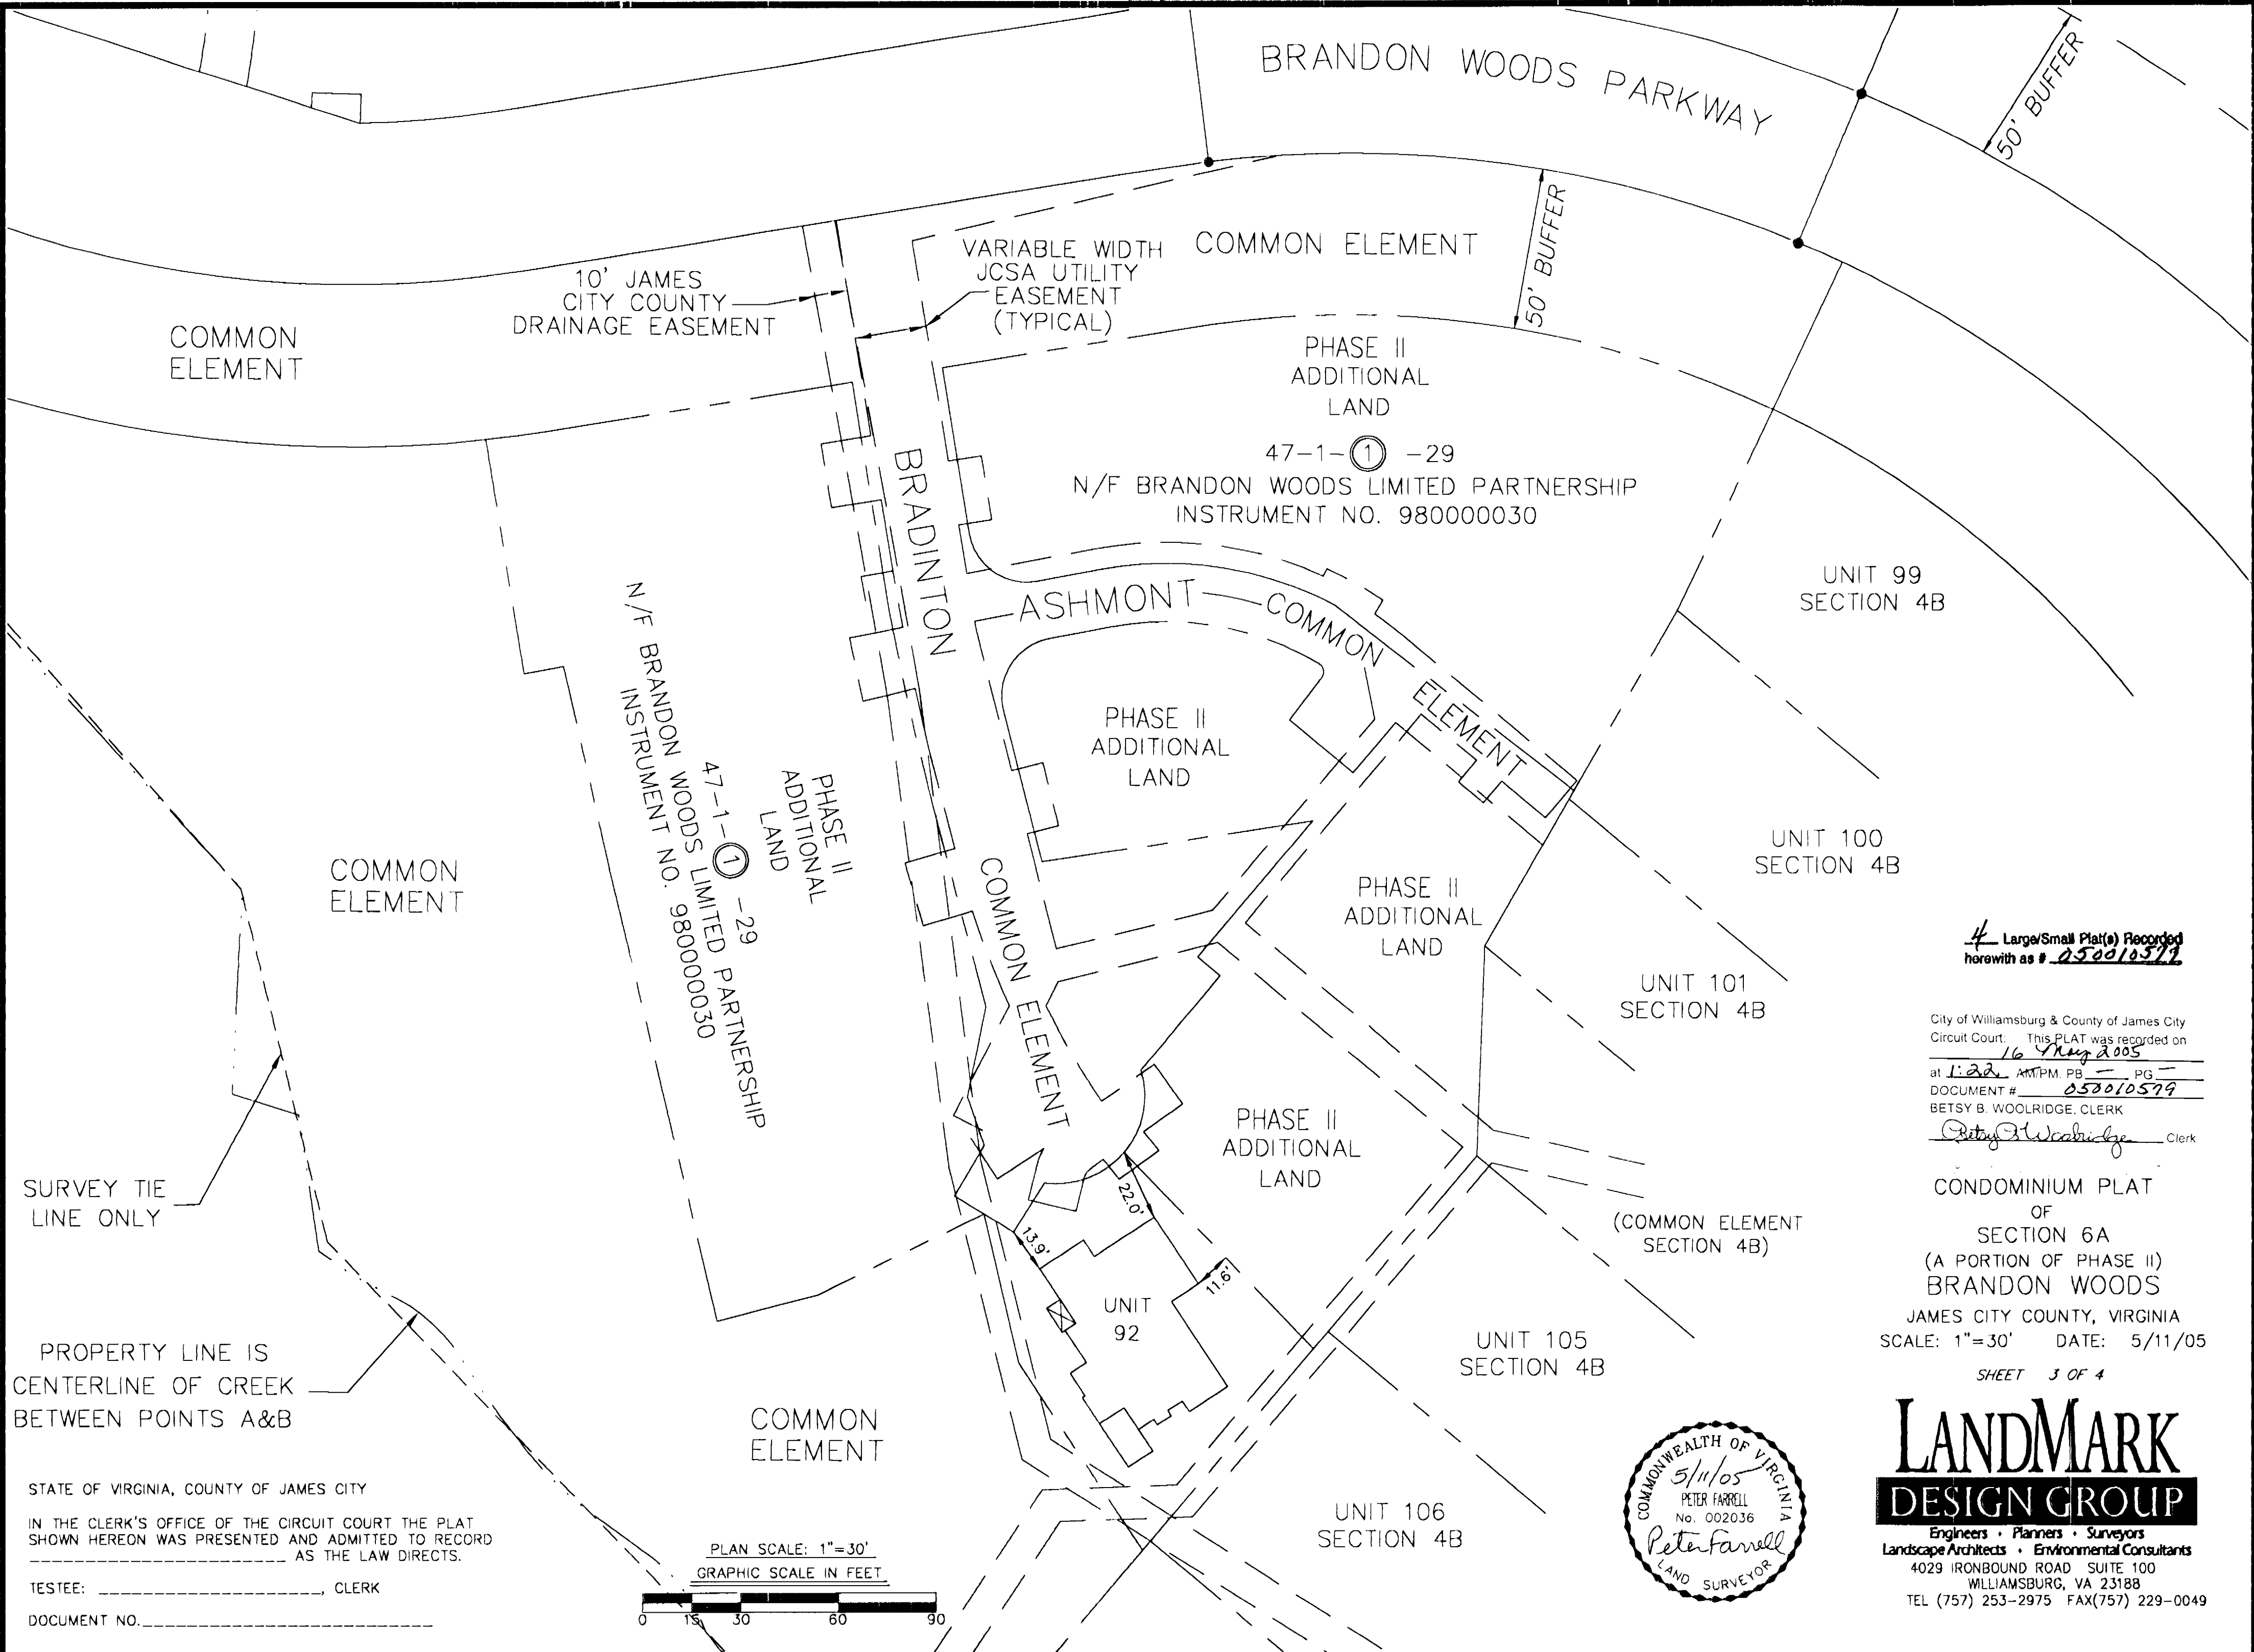 BRANDON WOODS PARKWAY
50' BUFFER
50' BUFFER
COMMON ELEMENT
VARIABLE WIDTH
JCSA UTILITY
EASEMENT
(TYPICAL)
10' JAMES
CITY COUNTY
DRAINAGE EASEMENT
COMMON
ELEMENT
PHASE II
ADDITIONAL
LAND
47-1-(1) -29
N/F BRANDON WOODS LIMITED PARTNERSHIP
INSTRUMENT NO. 980000030
BRADINTON
ASHMONT
COMMON
ELEMENT
UNIT 99
SECTION 4B
PHASE II
ADDITIONAL
LAND
PHASE II
ADDITIONAL
LAND
47-1-(1) -29
N/F BRANDON WOODS LIMITED PARTNERSHIP
INSTRUMENT NO. 980000030
COMMON
ELEMENT
COMMON ELEMENT
UNIT 100
SECTION 4B
PHASE II
ADDITIONAL
LAND
UNIT 101
SECTION 4B
PHASE II
ADDITIONAL
LAND
22.0'
13.9'
11.6'
UNIT
92
(COMMON ELEMENT
SECTION 4B)
UNIT 105
SECTION 4B
UNIT 106
SECTION 4B
SURVEY TIE
LINE ONLY
PROPERTY LINE IS
CENTERLINE OF CREEK
BETWEEN POINTS A&B
COMMON
ELEMENT
STATE OF VIRGINIA, COUNTY OF JAMES CITY
IN THE CLERK'S OFFICE OF THE CIRCUIT COURT THE PLAT
SHOWN HEREON WAS PRESENTED AND ADMITTED TO RECORD
________________________ AS THE LAW DIRECTS.
TESTEE: _____________________, CLERK
DOCUMENT NO.___________________________
PLAN SCALE: 1"=30'
GRAPHIC SCALE IN FEET
0 15 30 60 90
4 Large/Small Plat(s) Recorded
herewith as # 050010579
City of Williamsburg & County of James City
Circuit Court: This PLAT was recorded on
16 May 2005
at 1:22 AM/PM. PB — PG —
DOCUMENT # 050010579
BETSY B. WOOLRIDGE, CLERK
Betsy B Woolridge Clerk
CONDOMINIUM PLAT
OF
SECTION 6A
(A PORTION OF PHASE II)
BRANDON WOODS
JAMES CITY COUNTY, VIRGINIA
SCALE: 1"=30' DATE: 5/11/05
SHEET 3 OF 4
COMMONWEALTH OF VIRGINIA
5/11/05
PETER FARRELL
No. 002036
Peter Farrell
LAND SURVEYOR
LANDMARK
DESIGN GROUP
Engineers • Planners • Surveyors
Landscape Architects • Environmental Consultants
4029 IRONBOUND ROAD SUITE 100
WILLIAMSBURG, VA 23188
TEL (757) 253-2975 FAX(757) 229-0049